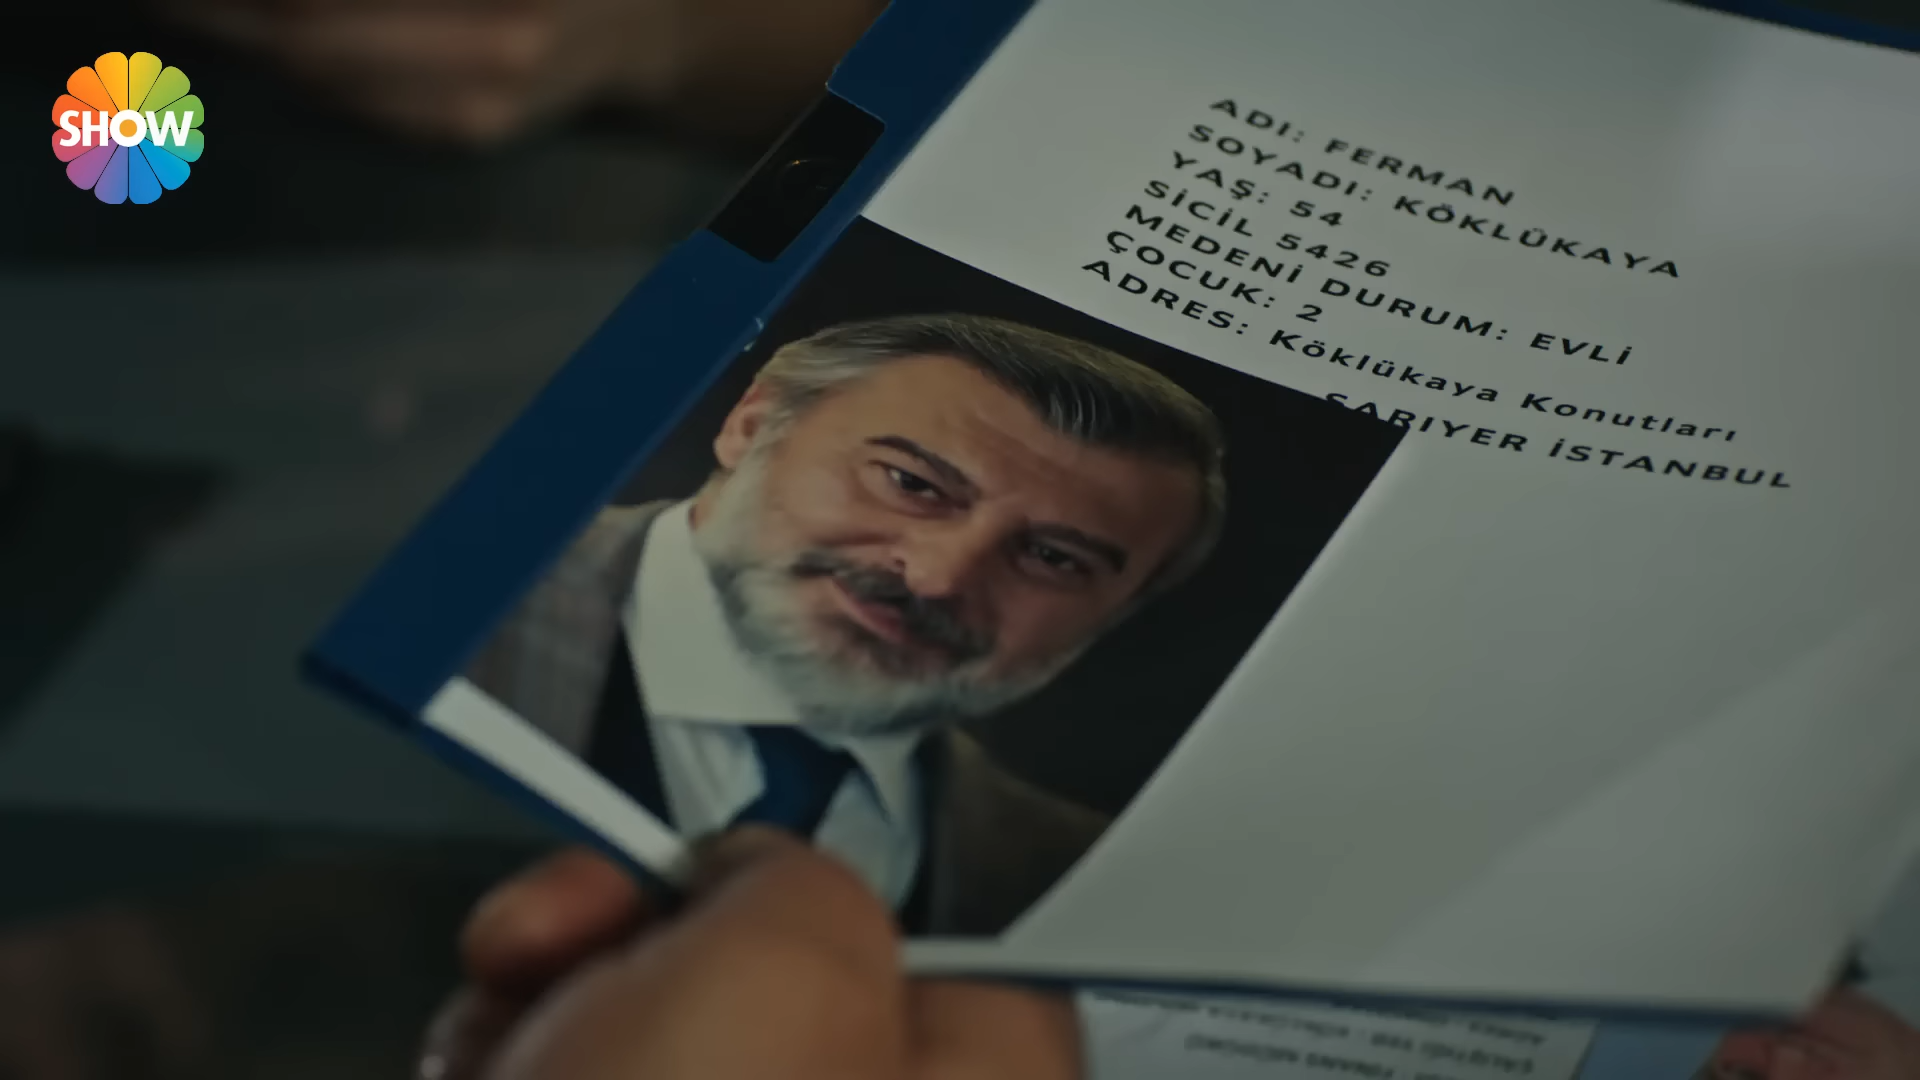 SHOW
ADI: FERMAN
SOYADI: KÖKLÜKAYA
YAŞ: 54
SİCİL 5426
MEDENİ DURUM: EVLİ
ÇOCUK: 2
ADRES: Köklükaya Konutları
SARIYER İSTANBUL